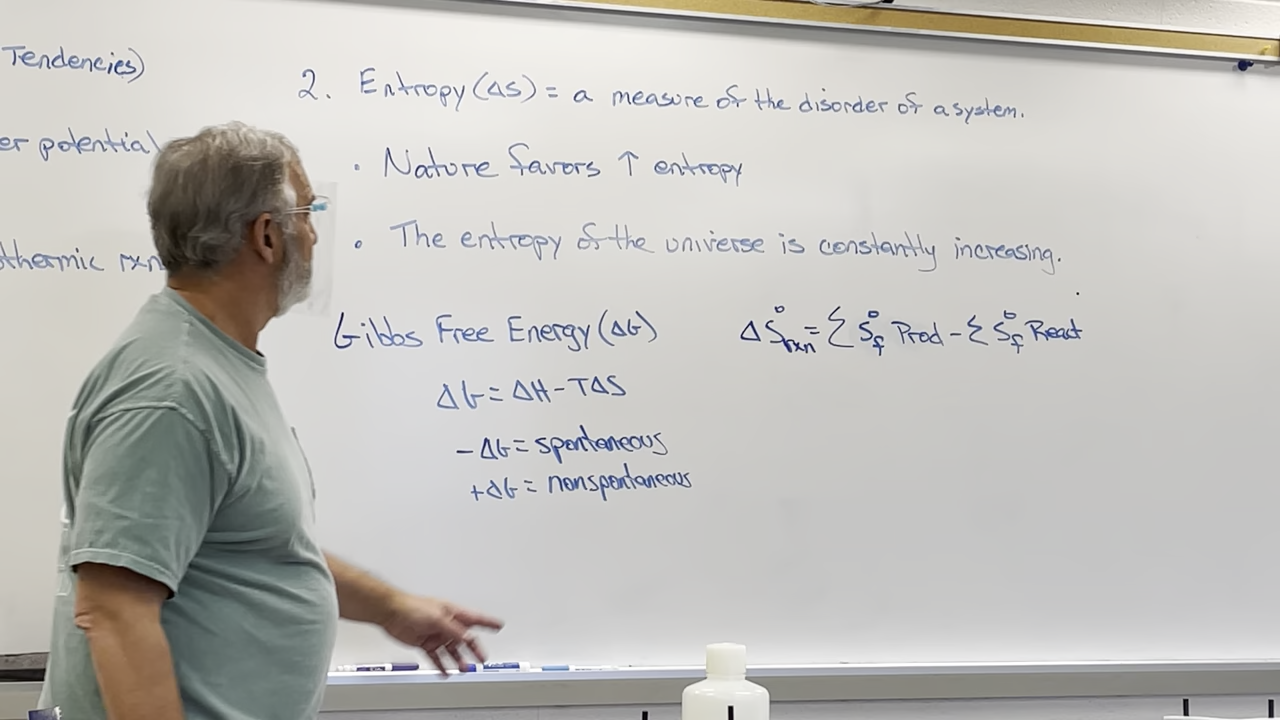 Tendencies)
er potential
othermic rxn
2. Entropy (ΔS) = a measure of the disorder of a system.
• Nature favors ↑ entropy
• The entropy of the universe is constantly increasing.
Gibbs Free Energy (ΔG)
ΔS°rxn = Σ S°f Prod - Σ S°f React
ΔG = ΔH - TΔS
- ΔG = spontaneous
+ ΔG = nonspontaneous